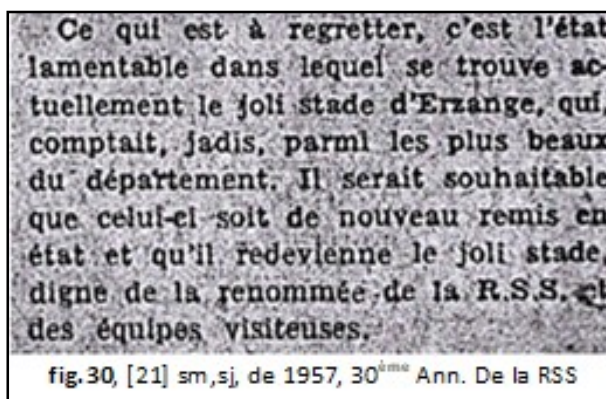 Ce qui est à regretter, c'est l'état
lamentable dans lequel se trouve ac-
tuellement le joli stade d'Erzange, qui,
comptait, jadis, parmi les plus beaux
du département. Il serait souhaitable
que celui-ci soit de nouveau remis en
état et qu'il redevienne le joli stade,
digne de la renommée de la R.S.S. et
des équipes visiteuses.
fig.30, [21] sm,sj, de 1957, 30ème Ann. De la RSS